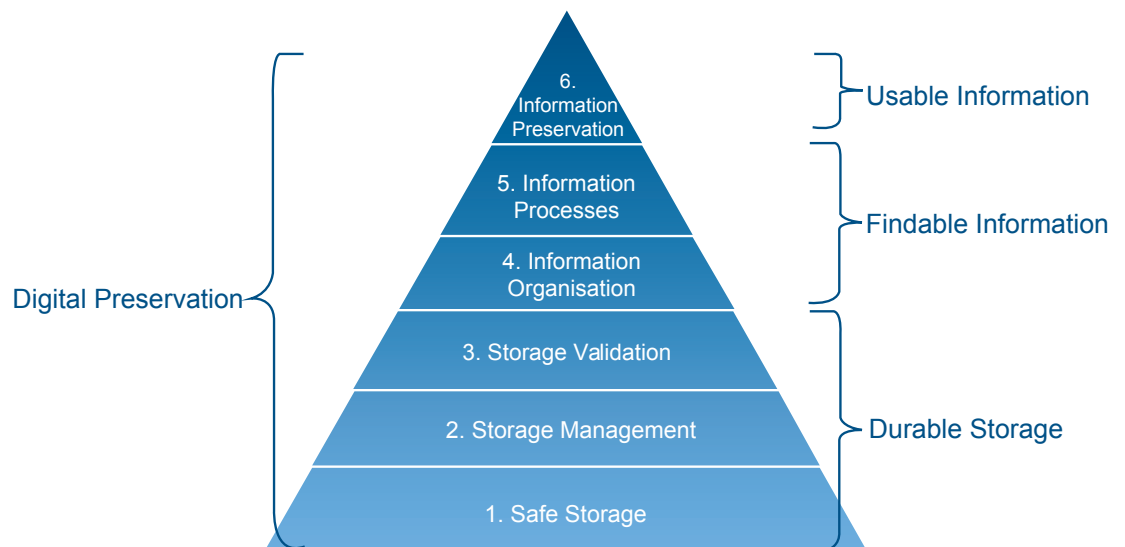 6.
Information
Preservation
Usable Information
5. Information
Processes
Findable Information
4. Information
Organisation
Digital Preservation
3. Storage Validation
2. Storage Management
Durable Storage
1. Safe Storage